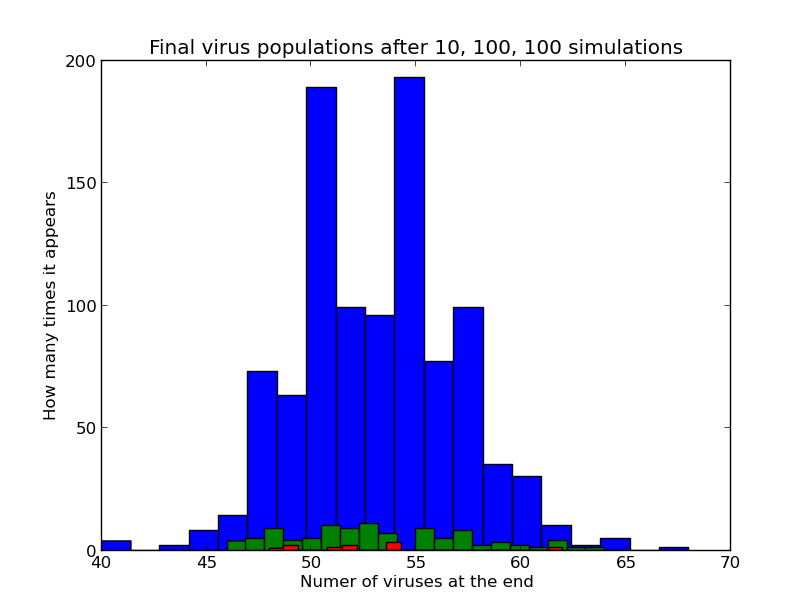 Final virus populations after 10, 100, 100 simulations
200
150
100
50
0
How many times it appears
40 45 50 55 60 65 70
Numer of viruses at the end